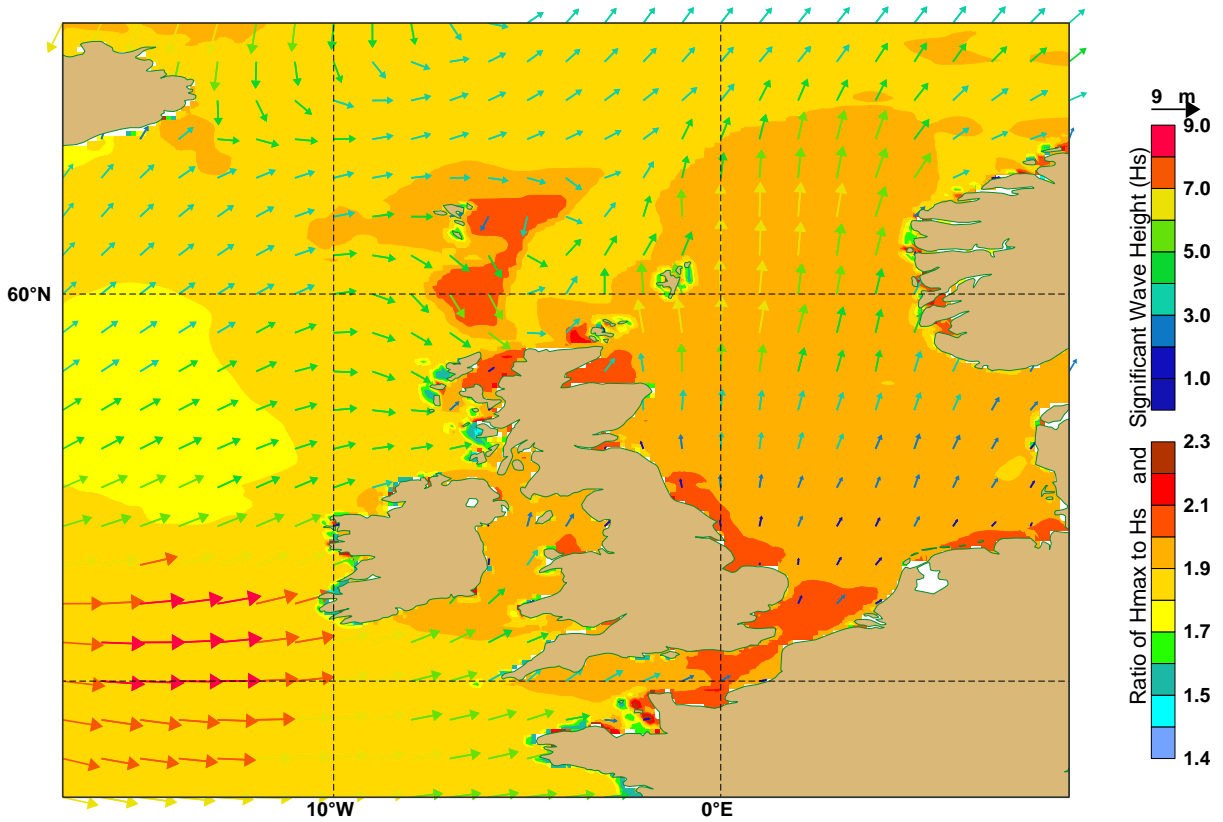 9 m
9.0
7.0
5.0
3.0
1.0
Significant Wave Height (Hs)
2.3
2.1
1.9
1.7
1.5
1.4
Ratio of Hmax to Hs and
60°N
10°W
0°E